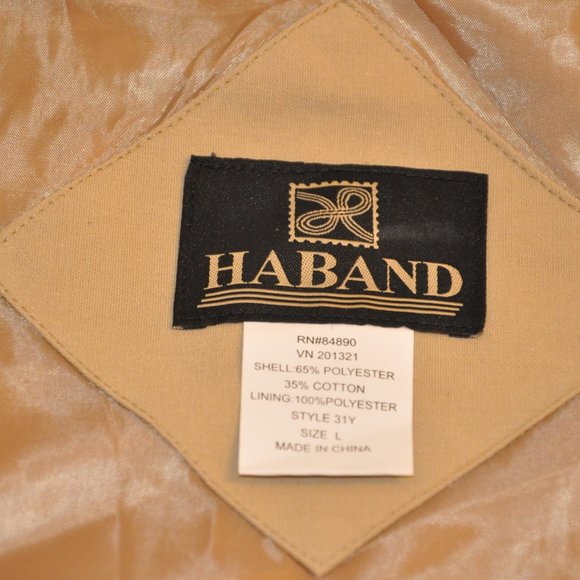 HABAND
RN#84890
VN 201321
SHELL:65% POLYESTER
35% COTTON
LINING:100%POLYESTER
STYLE 31Y
SIZE L
MADE IN CHINA